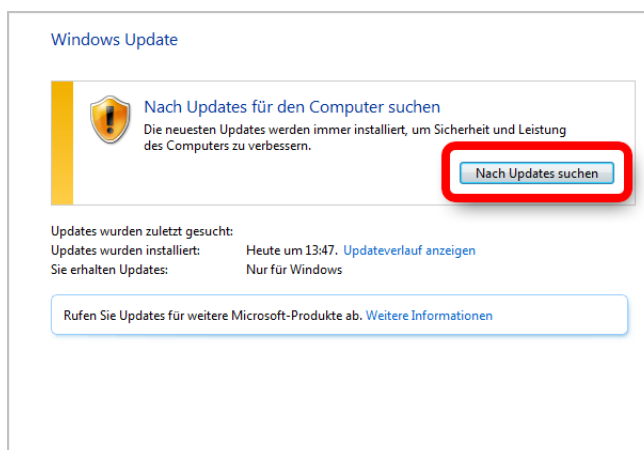 Windows Update
Nach Updates für den Computer suchen
Die neuesten Updates werden immer installiert, um Sicherheit und Leistung
des Computers zu verbessern.
Nach Updates suchen
Updates wurden zuletzt gesucht:
Updates wurden installiert: Heute um 13:47. Updateverlauf anzeigen
Sie erhalten Updates: Nur für Windows
Rufen Sie Updates für weitere Microsoft-Produkte ab. Weitere Informationen